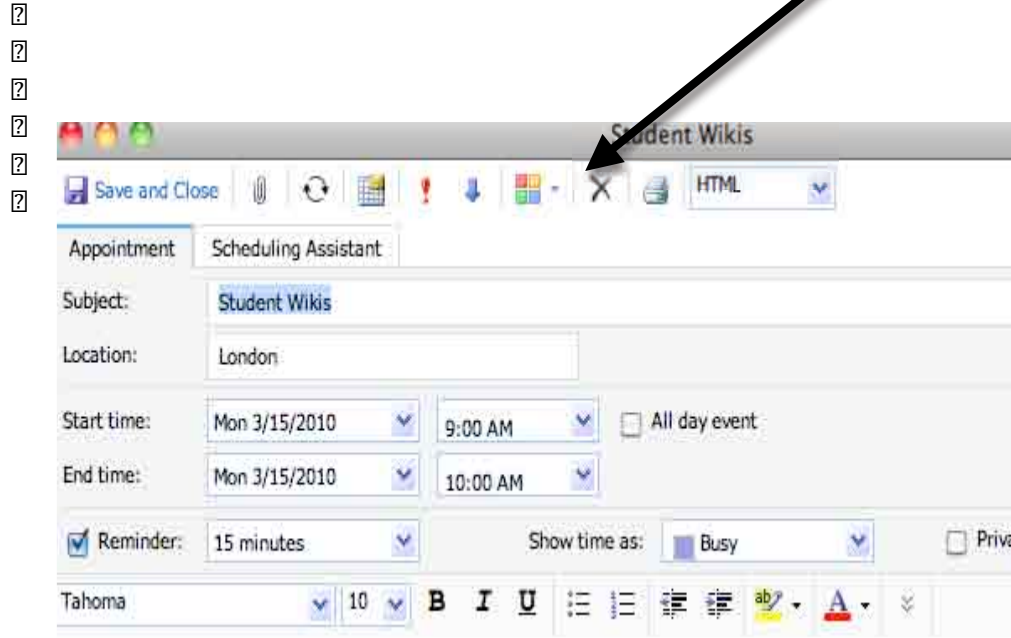 Student Wikis
Save and Close HTML
Appointment Scheduling Assistant
Subject: Student Wikis
Location: London
Start time: Mon 3/15/2010 9:00 AM All day event
End time: Mon 3/15/2010 10:00 AM
Reminder: 15 minutes Show time as: Busy
Tahoma 10 B I U